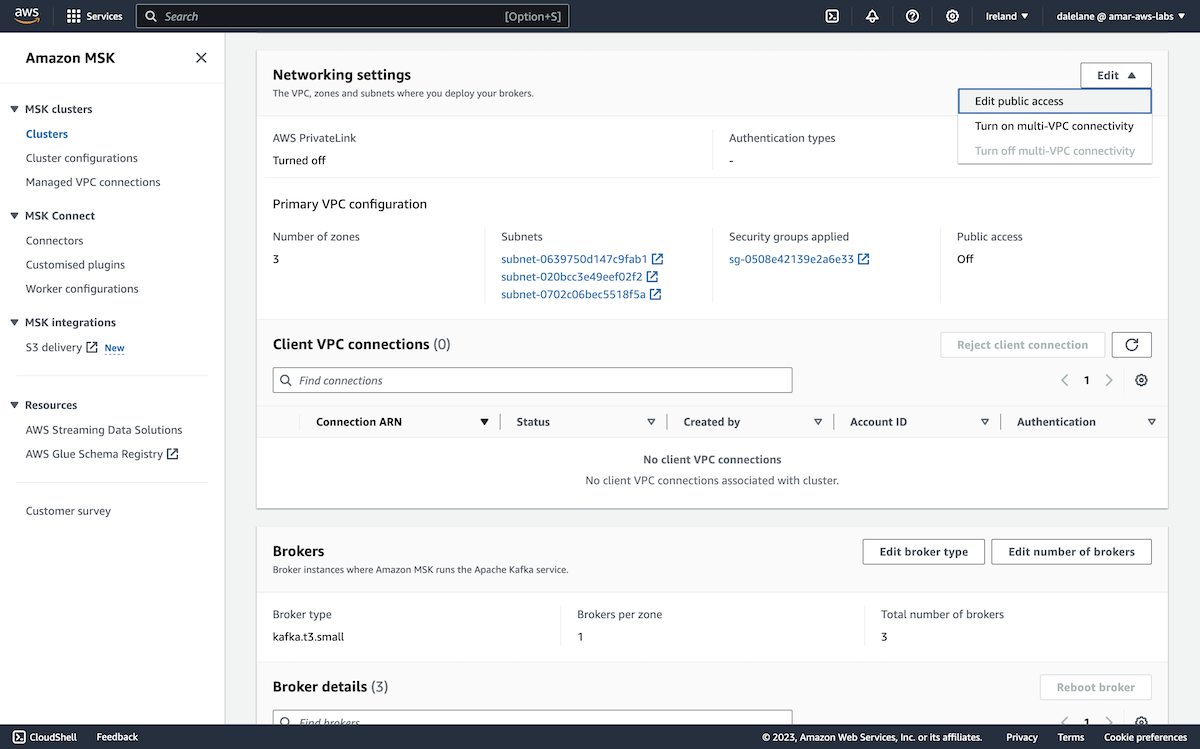 aws
Services
Search
[Option+S]
Ireland ▼
dalelane @ amar-aws-labs ▼
Amazon MSK
MSK clusters
Clusters
Cluster configurations
Managed VPC connections
MSK Connect
Connectors
Customised plugins
Worker configurations
MSK integrations
S3 delivery New
Resources
AWS Streaming Data Solutions
AWS Glue Schema Registry
Customer survey
Networking settings
The VPC, zones and subnets where you deploy your brokers.
Edit ▲
Edit public access
Turn on multi-VPC connectivity
Turn off multi-VPC connectivity
AWS PrivateLink
Turned off
Authentication types
-
Primary VPC configuration
Number of zones
3
Subnets
subnet-0639750d147c9fab1
subnet-020bcc3e49eef02f2
subnet-0702c06bec5518f5a
Security groups applied
sg-0508e42139e2a6e33
Public access
Off
Client VPC connections (0)
Reject client connection
Find connections
1
Connection ARN
Status
Created by
Account ID
Authentication
No client VPC connections
No client VPC connections associated with cluster.
Brokers
Broker instances where Amazon MSK runs the Apache Kafka service.
Edit broker type
Edit number of brokers
Broker type
kafka.t3.small
Brokers per zone
1
Total number of brokers
3
Broker details (3)
Reboot broker
Find brokers
1
CloudShell
Feedback
© 2023, Amazon Web Services, Inc. or its affiliates.
Privacy
Terms
Cookie preferences